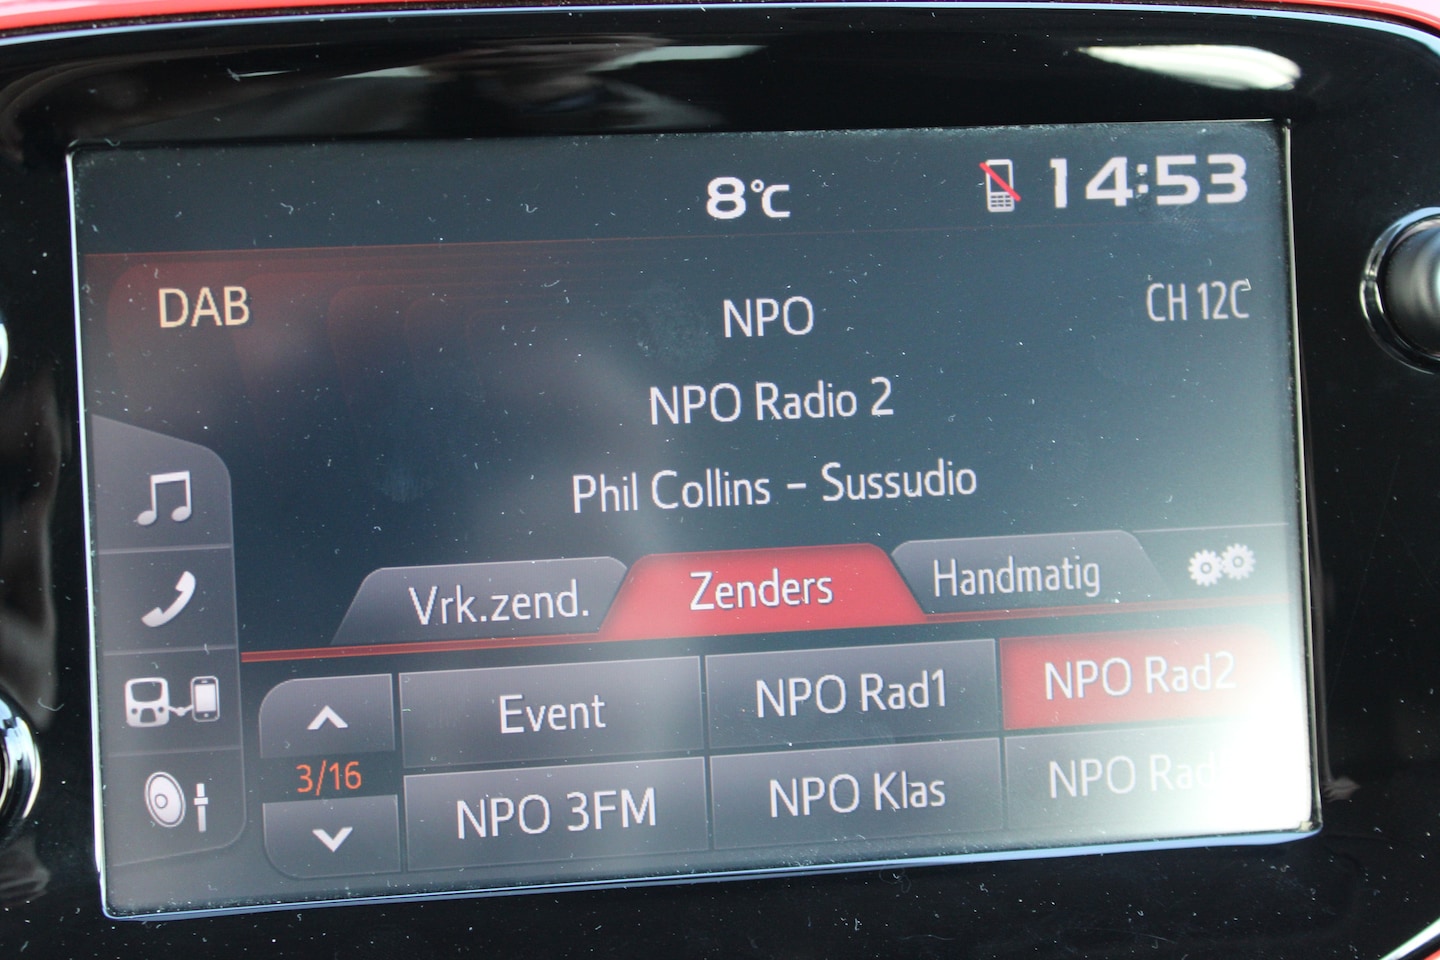 8°C 14:53
DAB NPO CH 12C
NPO Radio 2
Phil Collins - Sussudio
Vrk.zend. Zenders Handmatig
Event NPO Rad1 NPO Rad2
3/16
NPO 3FM NPO Klas NPO